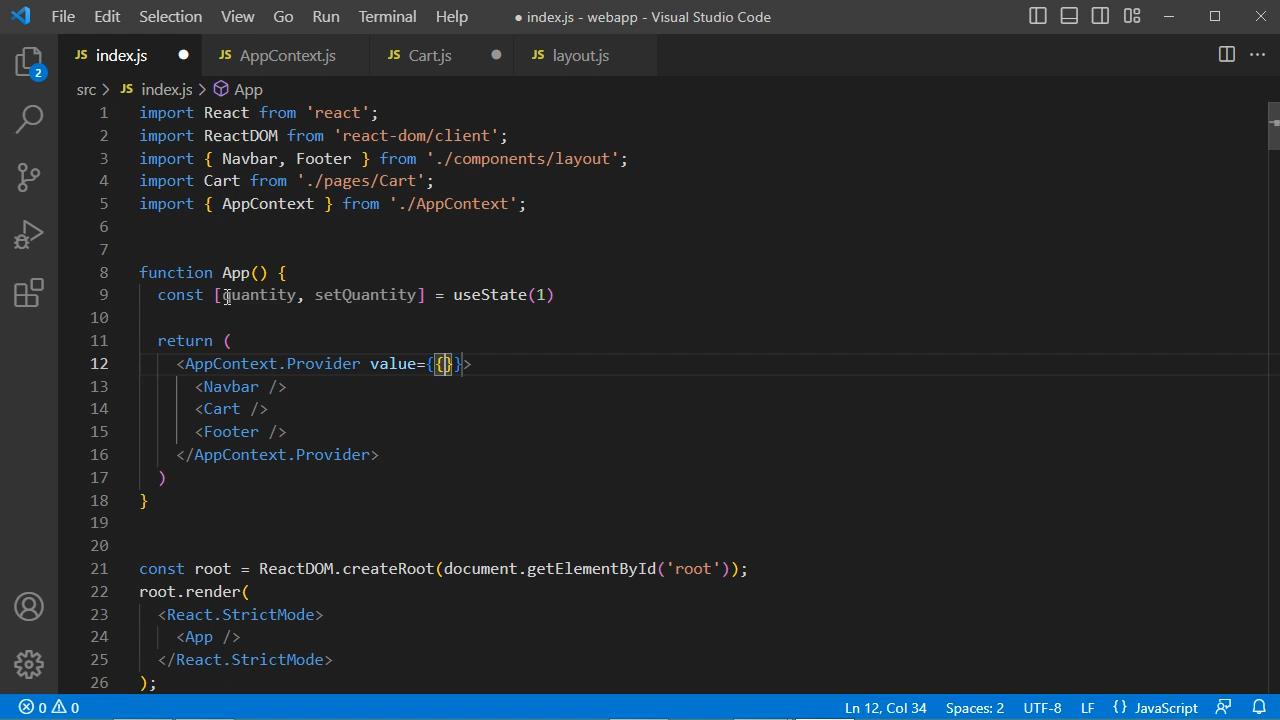 File Edit Selection View Go Run Terminal Help ● index.js - webapp - Visual Studio Code
JS index.js JS AppContext.js JS Cart.js JS layout.js
src > JS index.js > App
1 import React from 'react';
2 import ReactDOM from 'react-dom/client';
3 import { Navbar, Footer } from './components/layout';
4 import Cart from './pages/Cart';
5 import { AppContext } from './AppContext';
6
7
8 function App() {
9 const [quantity, setQuantity] = useState(1)
10
11 return (
12 <AppContext.Provider value={{}}>
13 <Navbar />
14 <Cart />
15 <Footer />
16 </AppContext.Provider>
17 )
18 }
19
20
21 const root = ReactDOM.createRoot(document.getElementById('root'));
22 root.render(
23 <React.StrictMode>
24 <App />
25 </React.StrictMode>
26 );
2
0 0 Ln 12, Col 34 Spaces: 2 UTF-8 LF {} JavaScript